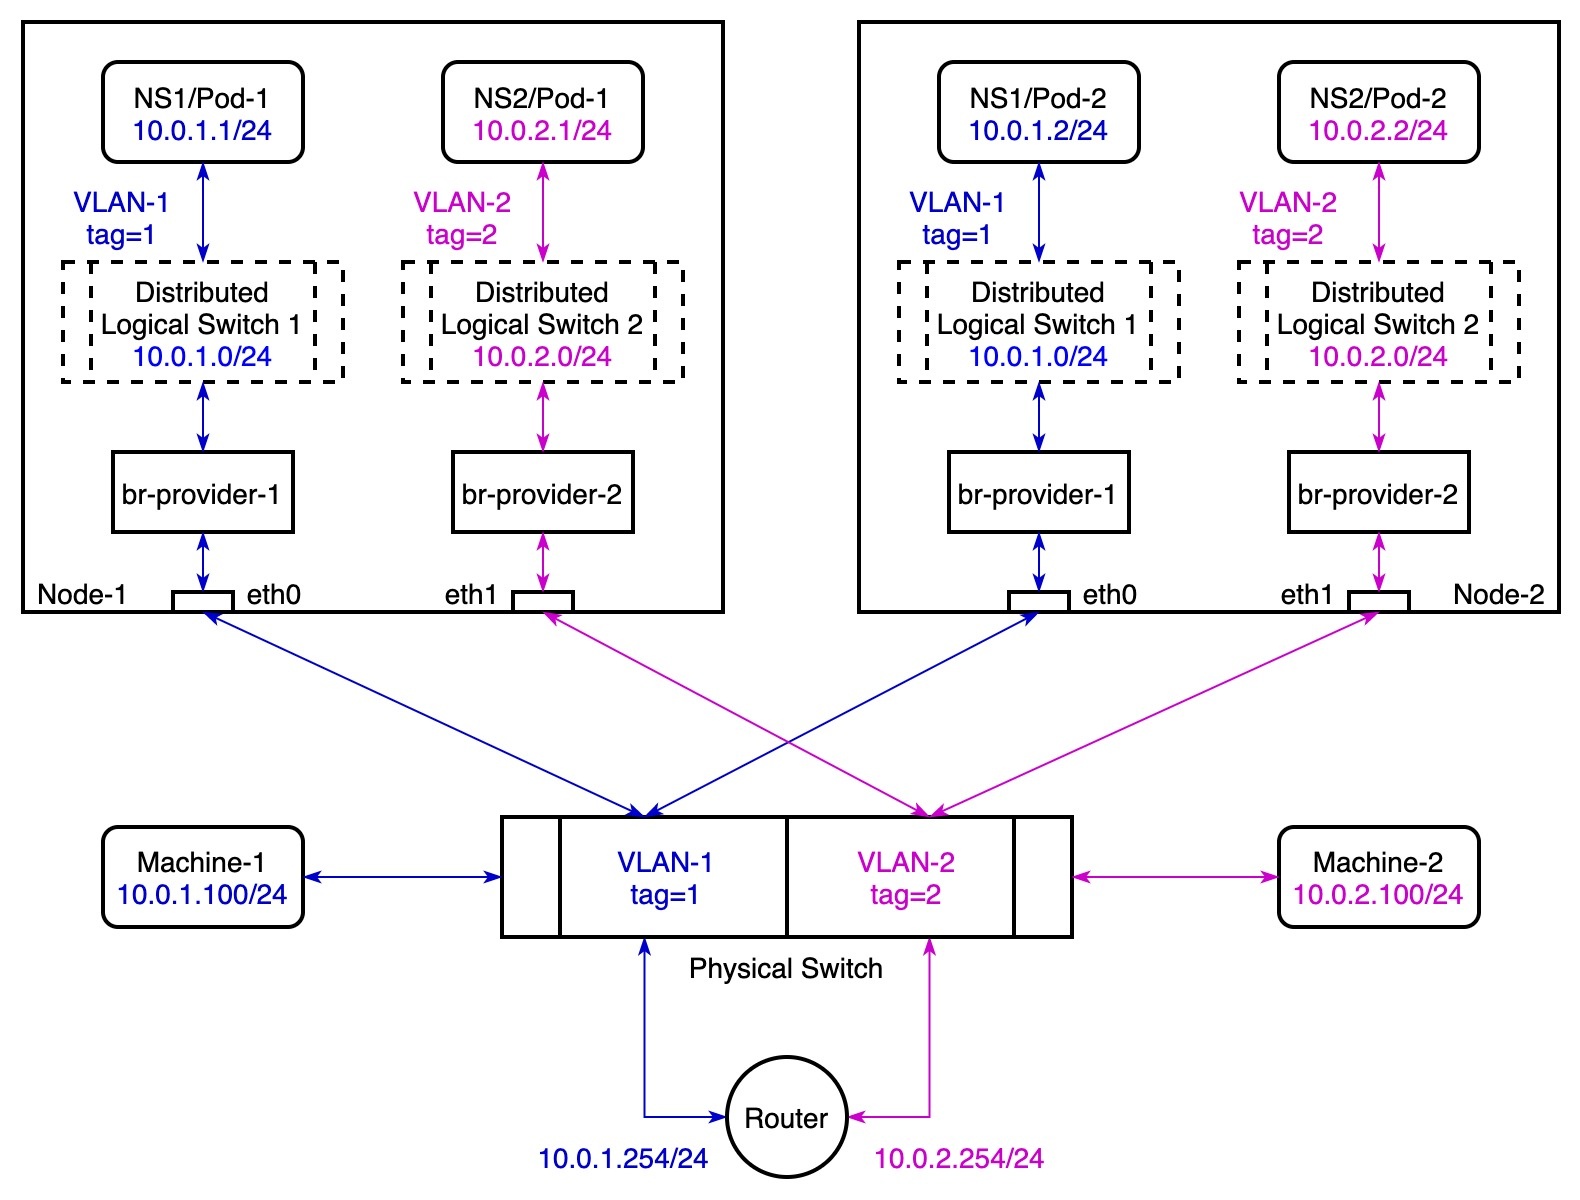 NS1/Pod-1
10.0.1.1/24
NS2/Pod-1
10.0.2.1/24
NS1/Pod-2
10.0.1.2/24
NS2/Pod-2
10.0.2.2/24
VLAN-1
tag=1
VLAN-2
tag=2
VLAN-1
tag=1
VLAN-2
tag=2
Distributed
Logical Switch 1
10.0.1.0/24
Distributed
Logical Switch 2
10.0.2.0/24
Distributed
Logical Switch 1
10.0.1.0/24
Distributed
Logical Switch 2
10.0.2.0/24
br-provider-1
br-provider-2
br-provider-1
br-provider-2
Node-1
eth0
eth1
eth0
eth1
Node-2
Machine-1
10.0.1.100/24
VLAN-1
tag=1
VLAN-2
tag=2
Machine-2
10.0.2.100/24
Physical Switch
Router
10.0.1.254/24
10.0.2.254/24